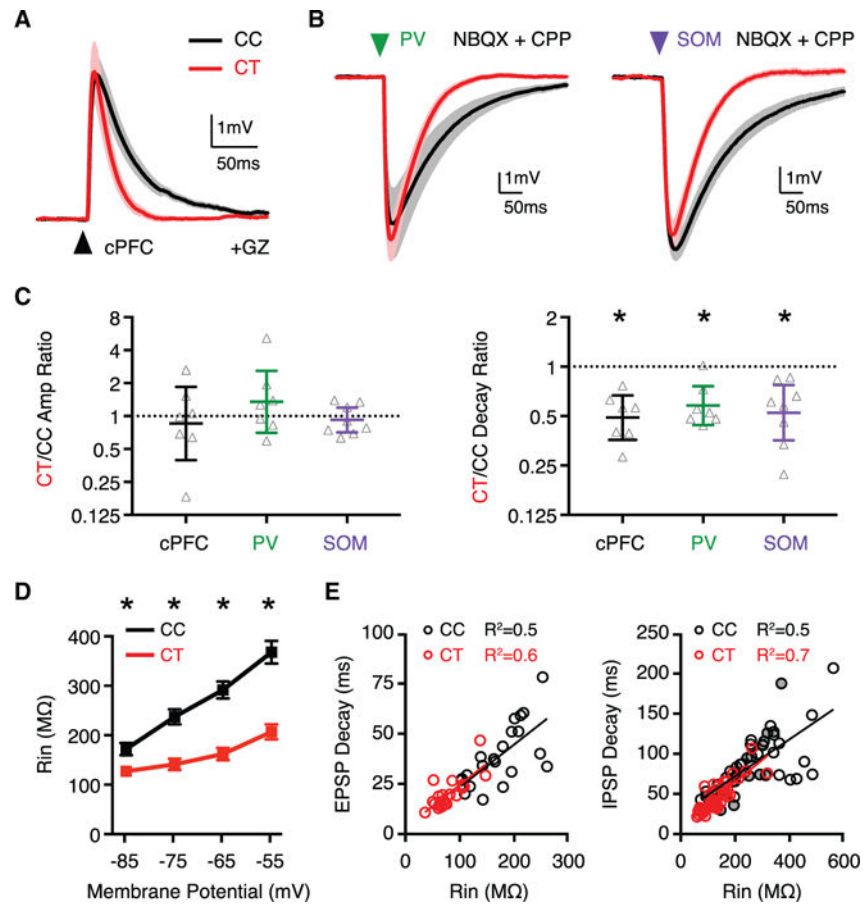 A
CC
CT
1mV
50ms
cPFC
+GZ
B
PV NBQX + CPP
1mV
50ms
SOM NBQX + CPP
1mV
50ms
C
CT/CC Amp Ratio
8
4
2
1
0.5
0.25
0.125
cPFC PV SOM
CT/CC Decay Ratio
2
1
0.5
0.25
0.125
* * *
cPFC PV SOM
D
* * * *
CC
CT
Rin (MΩ)
400
300
200
100
0
-85 -75 -65 -55
Membrane Potential (mV)
E
CC R²=0.5
CT R²=0.6
EPSP Decay (ms)
100
75
50
25
0
0 100 200 300
Rin (MΩ)
CC R²=0.5
CT R²=0.7
IPSP Decay (ms)
250
200
150
100
50
0
0 200 400 600
Rin (MΩ)